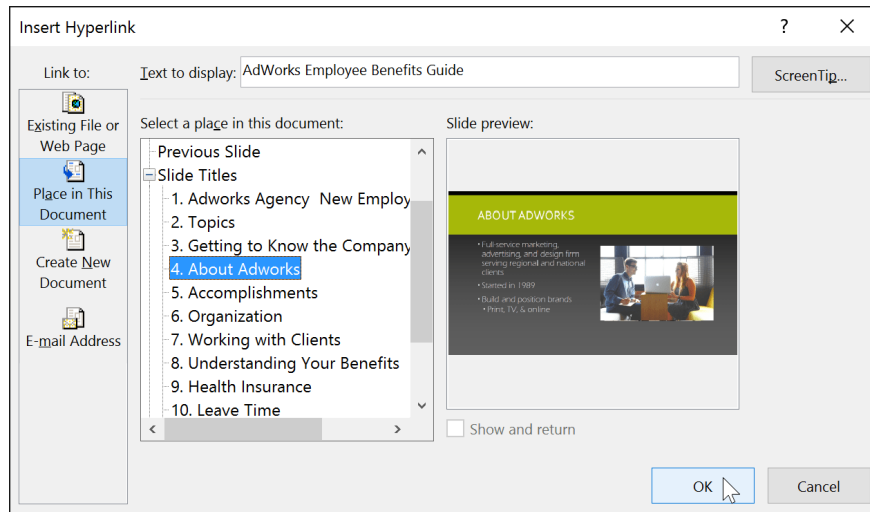 Insert Hyperlink
?
Link to:
Text to display:
AdWorks Employee Benefits Guide
ScreenTip...
Existing File or
Web Page
Place in This
Document
Create New
Document
E-mail Address
Select a place in this document:
Previous Slide
Slide Titles
1. Adworks Agency  New Employ
2. Topics
3. Getting to Know the Company
4. About Adworks
5. Accomplishments
6. Organization
7. Working with Clients
8. Understanding Your Benefits
9. Health Insurance
10. Leave Time
Slide preview:
ABOUT ADWORKS
• Full-service marketing,
advertising, and design firm
serving regional and national
clients
• Started in 1989
• Build and position brands
• Print, TV, & online
Show and return
OK
Cancel